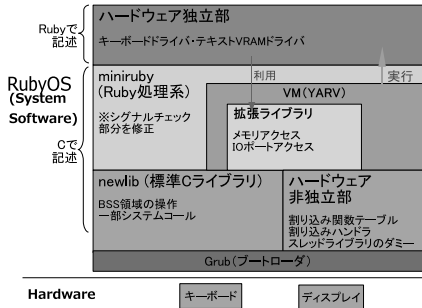 Rubyで
記述
ハードウェア独立部
キーボードドライバ・テキストVRAMドライバ
RubyOS
(System
Software)
Cで
記述
miniruby
(Ruby処理系)
※シグナルチェック
部分を修正
利用
実行
VM(YARV)
拡張ライブラリ
メモリアクセス
IOポートアクセス
newlib (標準Cライブラリ)
BSS領域の操作
一部システムコール
ハードウェア
非独立部
割り込み関数テーブル
割り込みハンドラ
スレッドライブラリのダミー
Grub(ブートローダ)
Hardware
キーボード
ディスプレイ